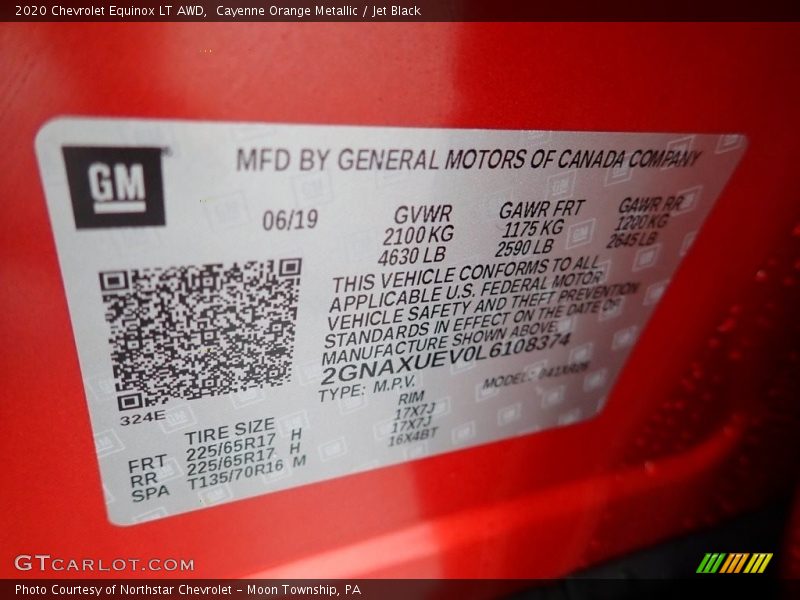 2020 Chevrolet Equinox LT AWD, Cayenne Orange Metallic / Jet Black
GM
MFD BY GENERAL MOTORS OF CANADA COMPANY
06/19
GVWR
2100 KG
4630 LB
GAWR FRT
1175 KG
2590 LB
GAWR RR
1200 KG
2645 LB
THIS VEHICLE CONFORMS TO ALL
APPLICABLE U.S. FEDERAL MOTOR
VEHICLE SAFETY AND THEFT PREVENTION
STANDARDS IN EFFECT ON THE DATE OF
MANUFACTURE SHOWN ABOVE.
2GNAXUEV0L6108374
TYPE: M.P.V.
MODEL:
324E
TIRE SIZE RIM
FRT 225/65R17 H 17X7J
RR 225/65R17 H 17X7J
SPA T135/70R16 M 16X4BT
GTCARLOT.COM
Photo Courtesy of Northstar Chevrolet - Moon Township, PA